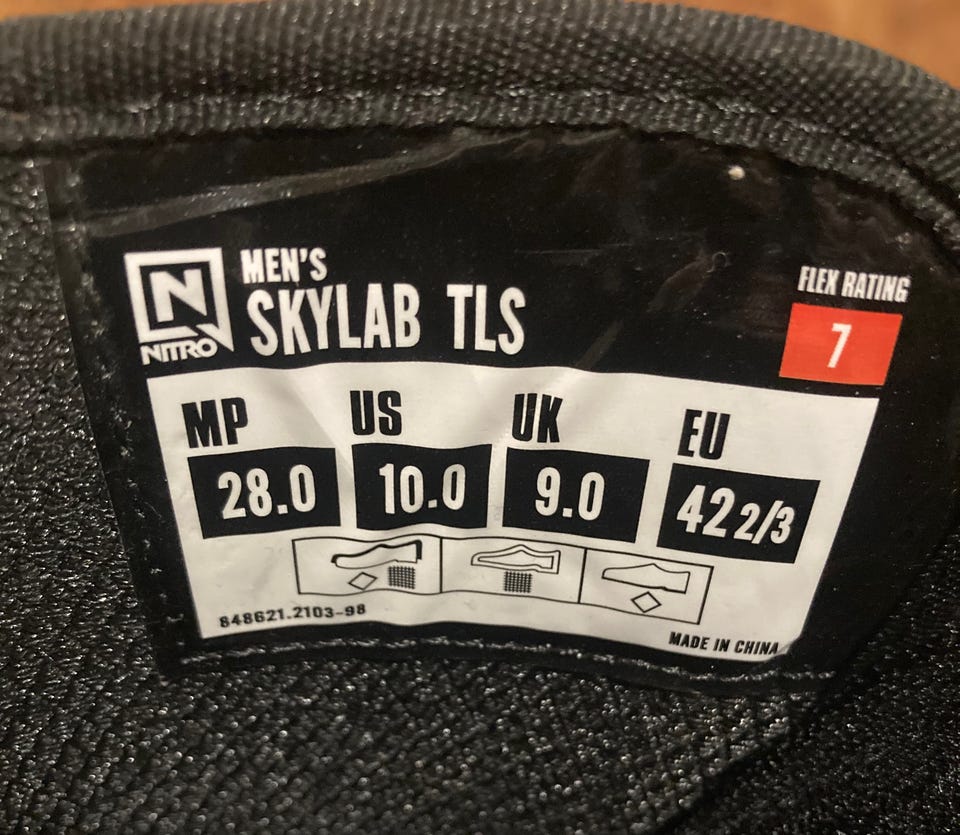 N
NITRO
MEN'S
SKYLAB TLS
FLEX RATING
7
MP US UK EU
28.0 10.0 9.0 42 2/3
848621.2103-98
MADE IN CHINA